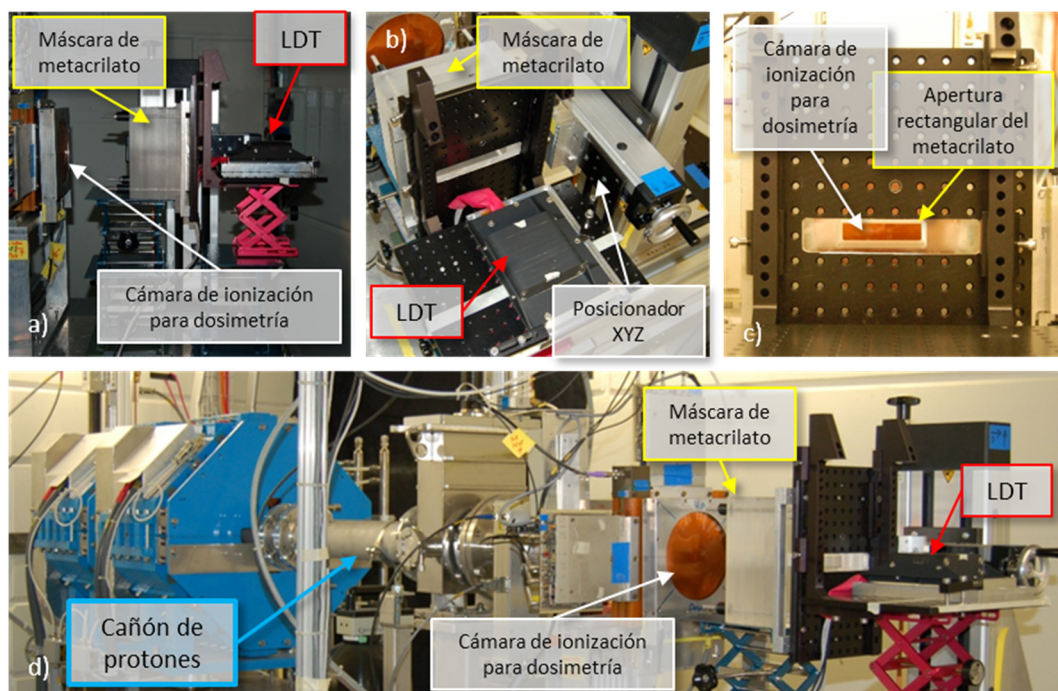 Máscara de
metacrilato
LDT
Cámara de ionización
para dosimetría
a)
b)
Máscara de
metacrilato
LDT
Posicionador
XYZ
Cámara de
ionización
para
dosimetría
Apertura
rectangular del
metacrilato
c)
Máscara de
metacrilato
LDT
Cañón de
protones
Cámara de ionización
para dosimetría
d)
UP